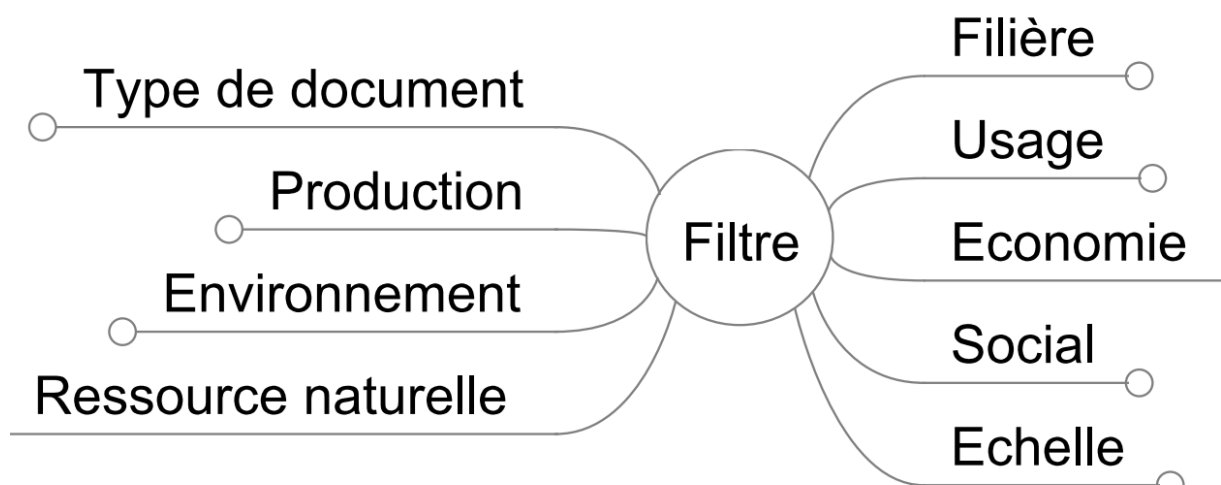 Type de document
Production
Environnement
Ressource naturelle
Filtre
Filière
Usage
Economie
Social
Echelle